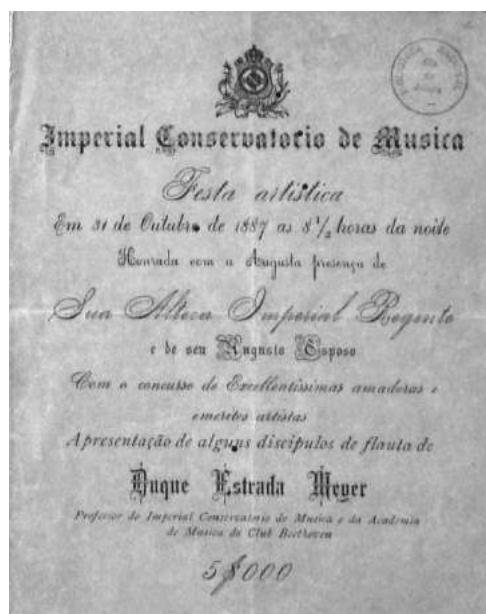 Imperial Conservatorio de Musica
Festa artistica
Em 31 de Outubro de 1887 as 8 1/2 horas da noite
Honrada com a Augusta presença de
Sua Alteza Imperial Regente
e de seu Augusto Esposo
Com o concurso de Excellentissimas amadoras e
emeritos artistas
Apresentação de alguns discipulos de flauta de
Duque Estrada Meyer
Professor do Imperial Conservatorio de Musica e da Academia
de Musica do Club Beethoven
5$000